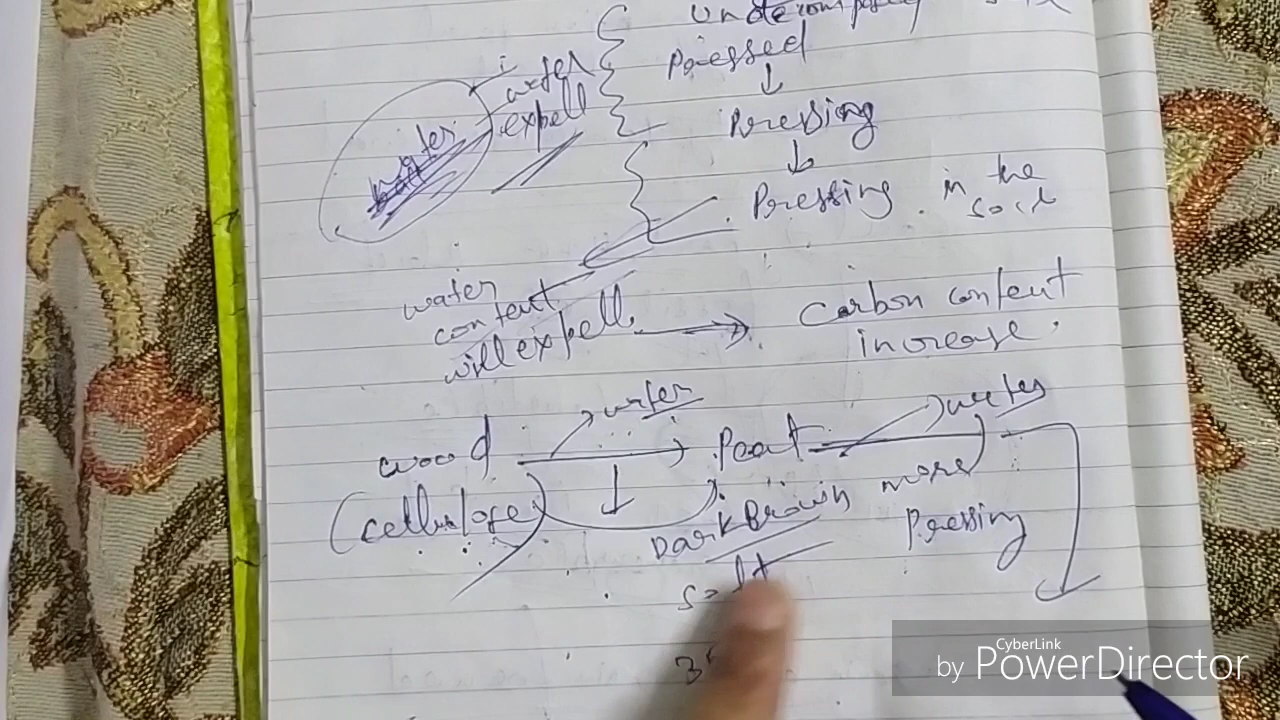 Pressed
↓
water
expell
Pressing
↓
Pressing in the
soil
water
content
will expell → Carbon content
increase.
wood → water Peat → water
(cellulose) ↓ Dark Brown more
Pressing
soft
CyberLink
by PowerDirector